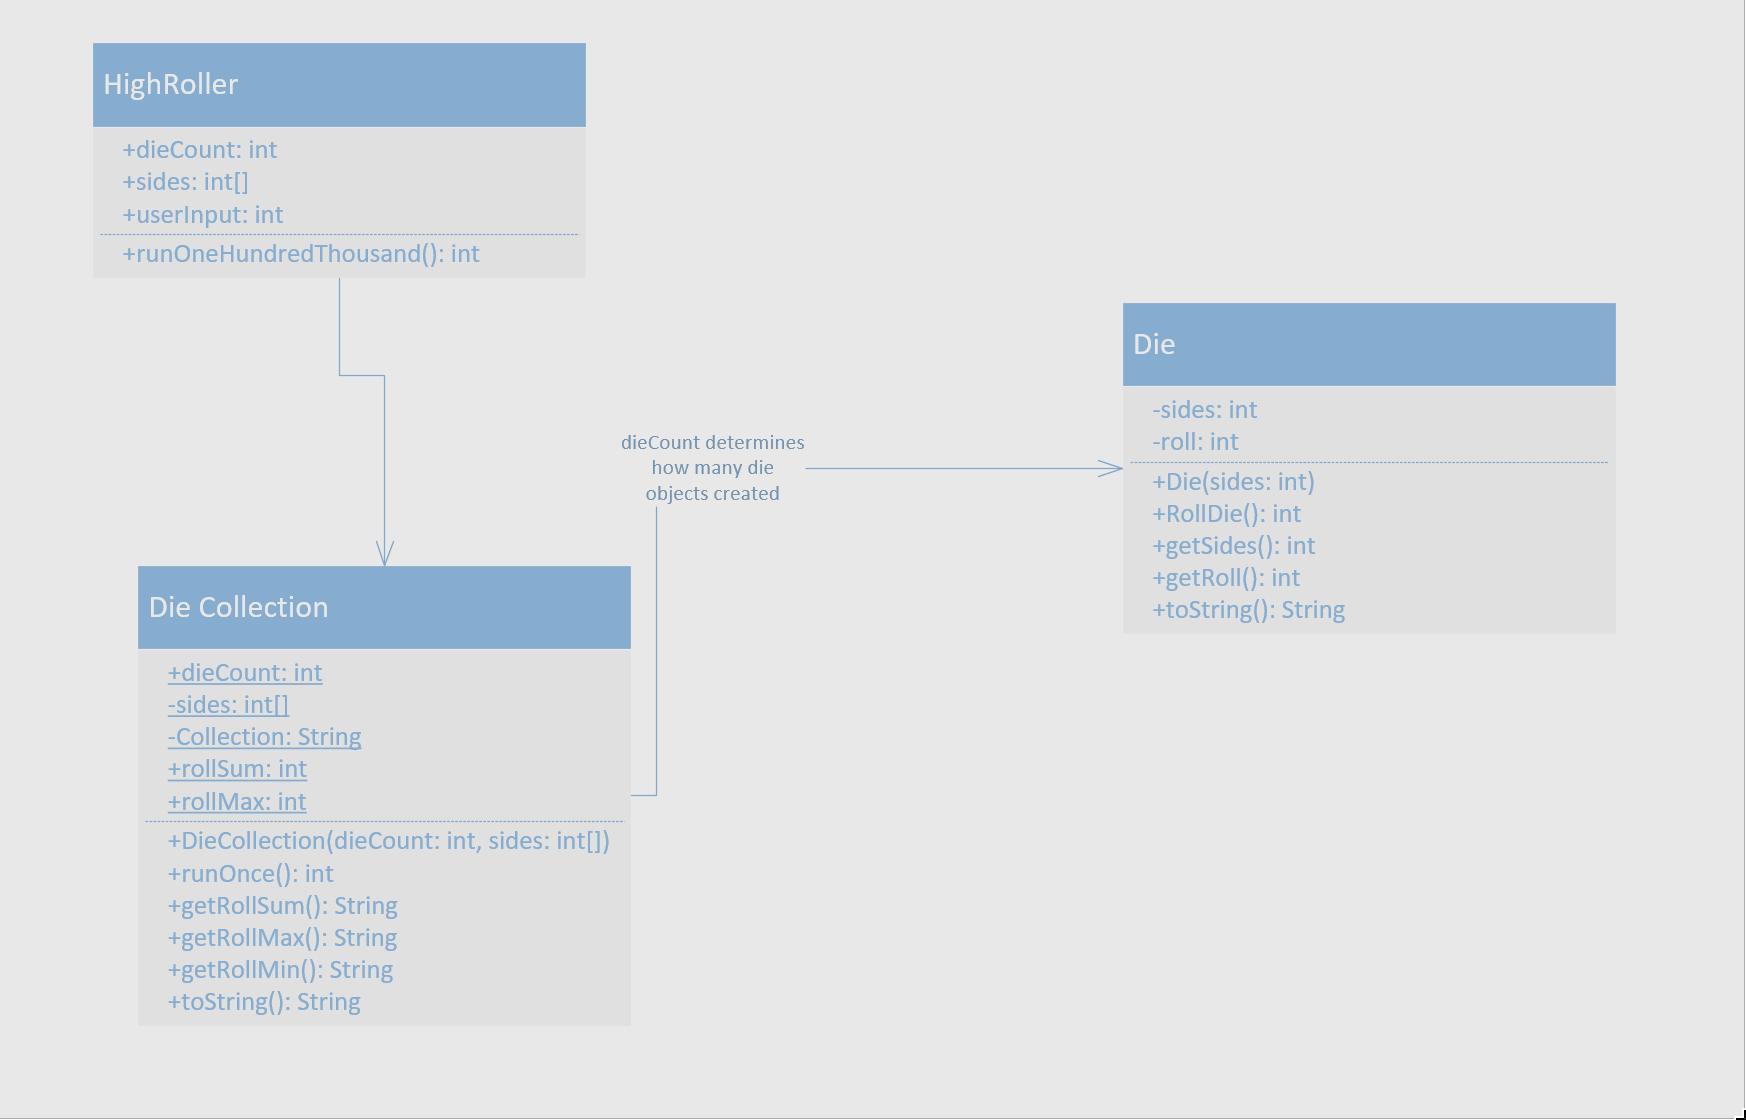 HighRoller
+dieCount: int
+sides: int[]
+userInput: int
+runOneHundredThousand(): int
Die
-sides: int
-roll: int
+Die(sides: int)
+RollDie(): int
+getSides(): int
+getRoll(): int
+toString(): String
dieCount determines
how many die
objects created
Die Collection
+dieCount: int
-sides: int[]
-Collection: String
+rollSum: int
+rollMax: int
+DieCollection(dieCount: int, sides: int[])
+runOnce(): int
+getRollSum(): String
+getRollMax(): String
+getRollMin(): String
+toString(): String